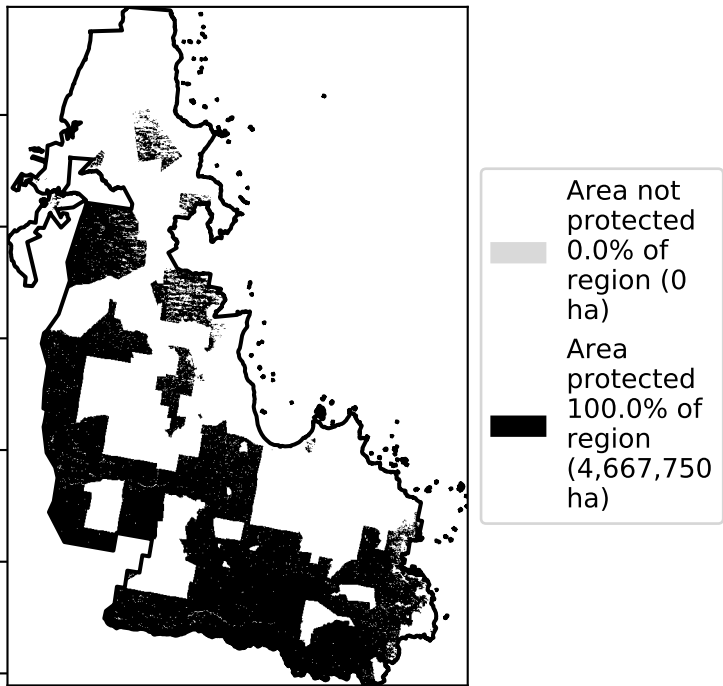 Area not
protected
0.0% of
region (0
ha)
Area
protected
100.0% of
region
(4,667,750
ha)